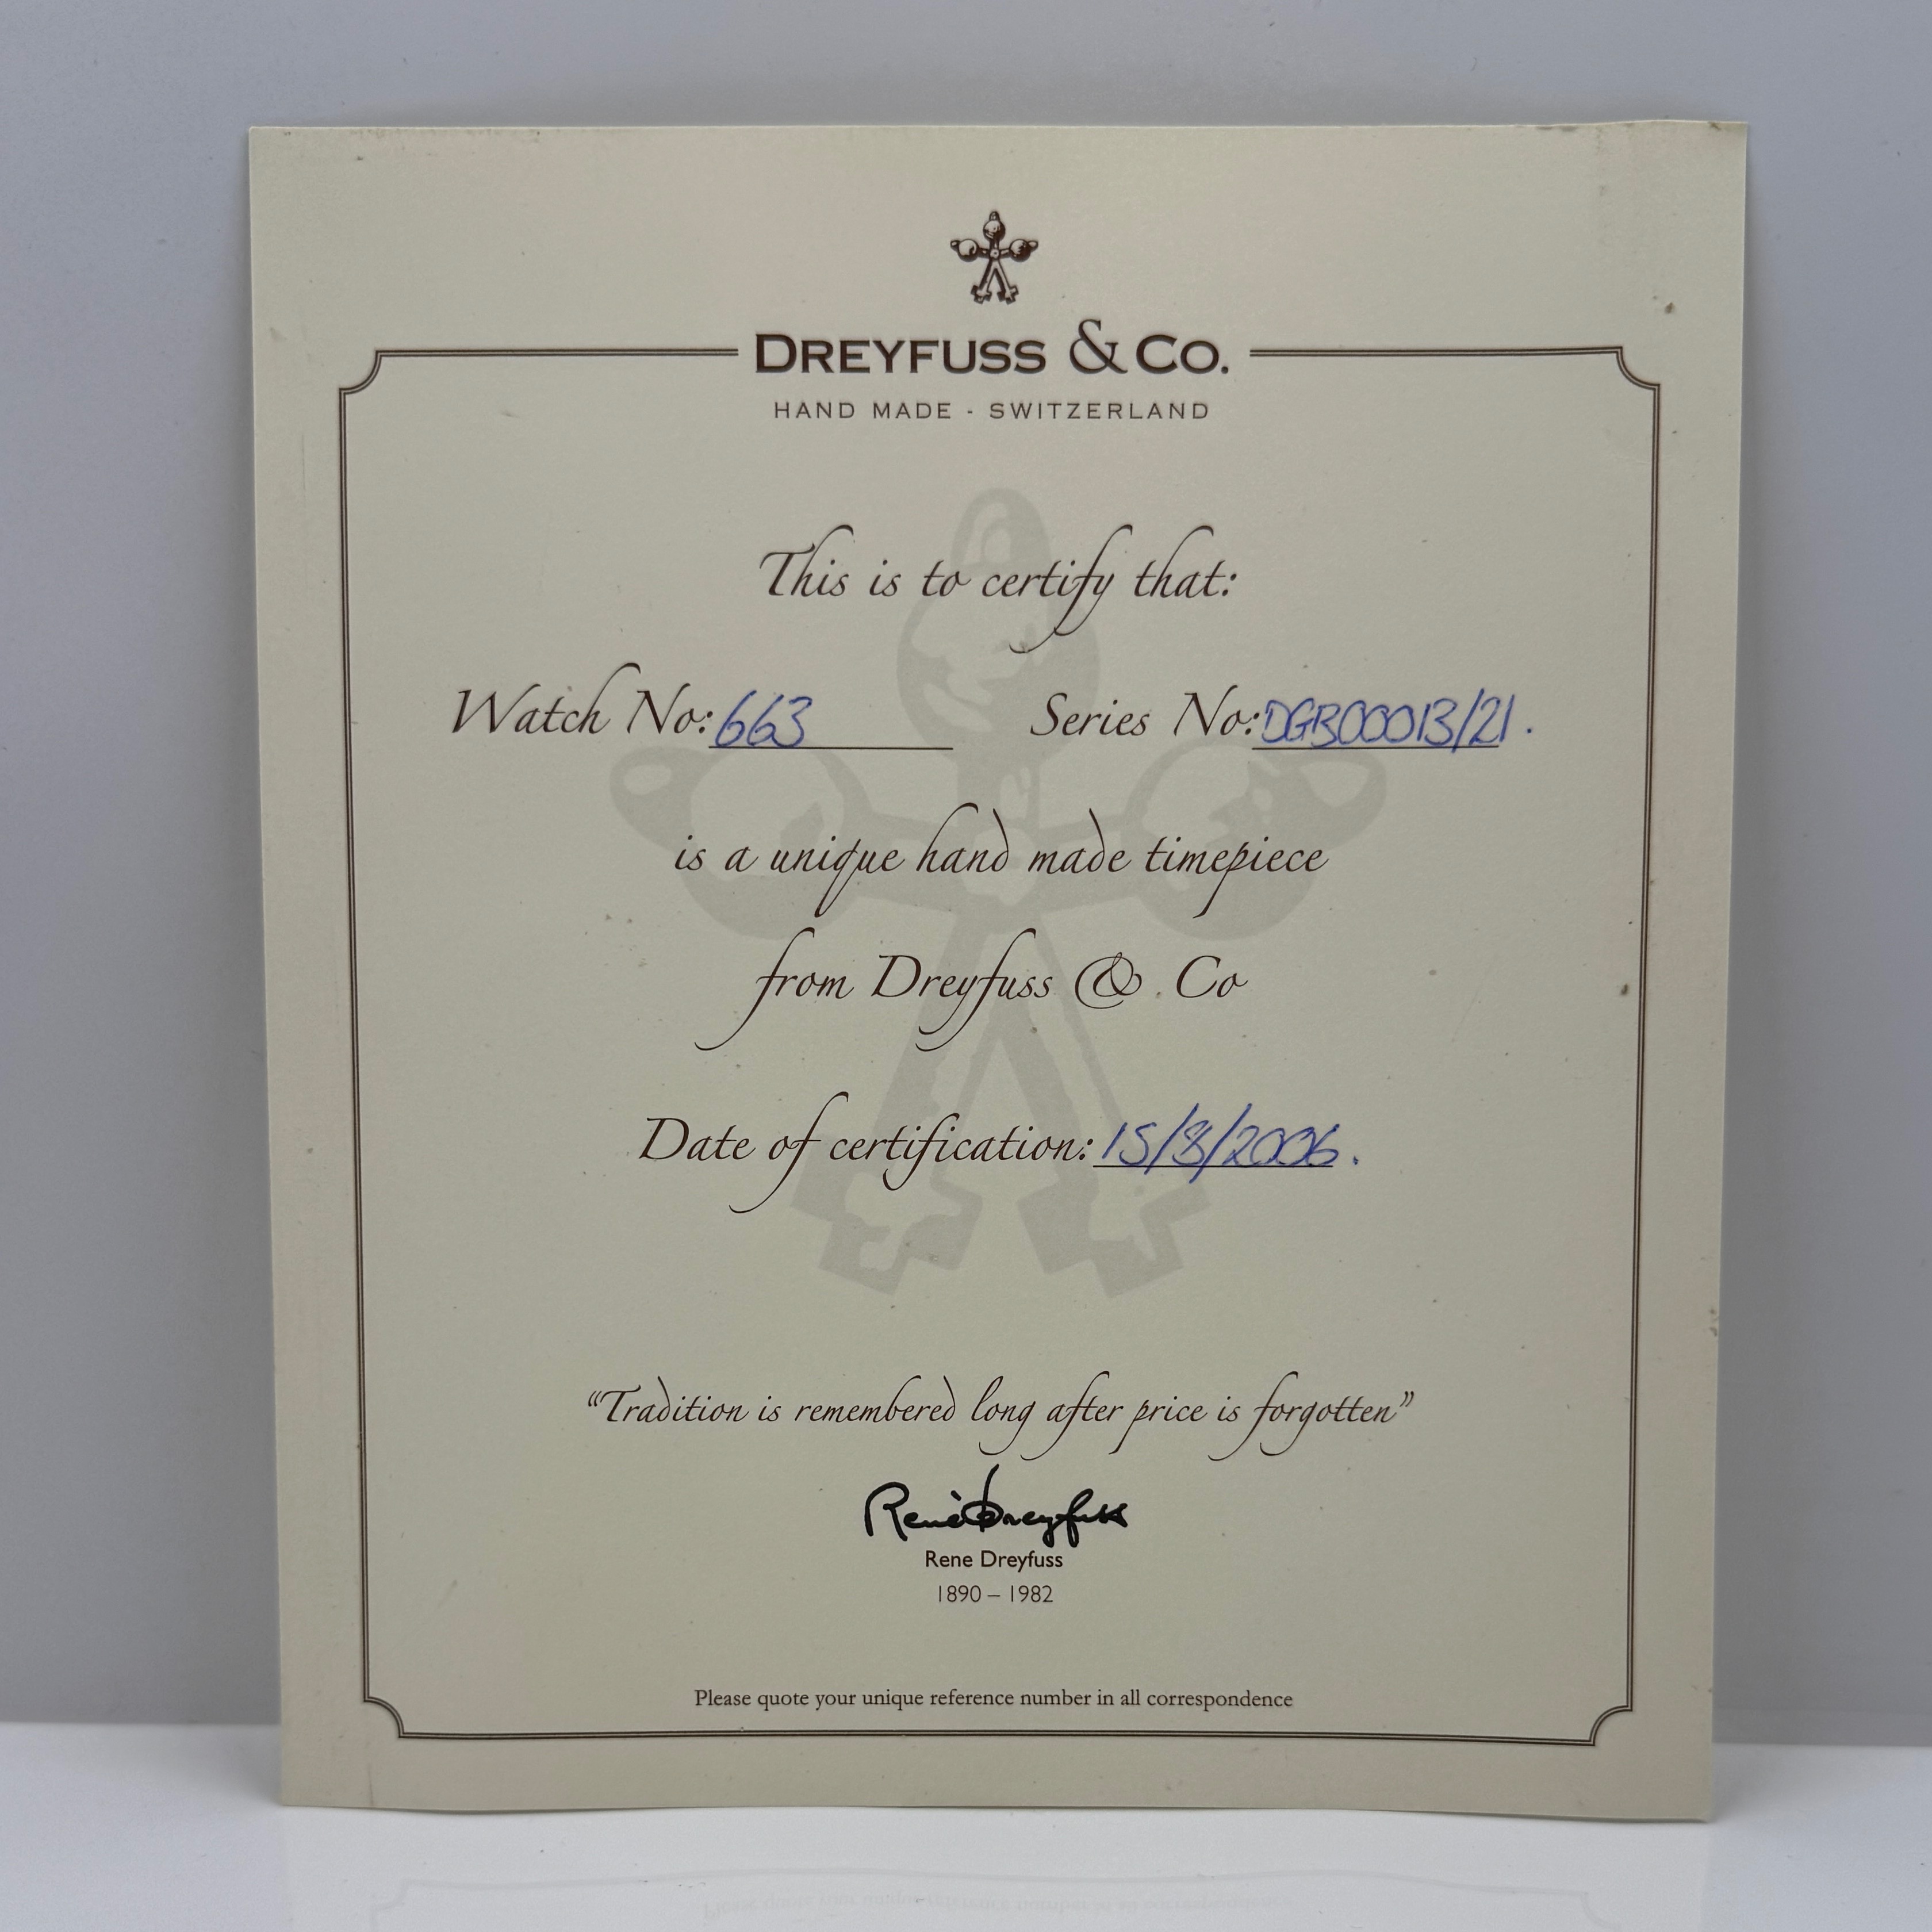 DREYFUSS & CO.
HAND MADE - SWITZERLAND
This is to certify that:
Watch No: 663 Series No: DGB00013/21.
is a unique hand made timepiece
from Dreyfuss & Co
Date of certification: 15/8/2006.
“Tradition is remembered long after price is forgotten”
Renè Dreyfuss
Rene Dreyfuss
1890 – 1982
Please quote your unique reference number in all correspondence